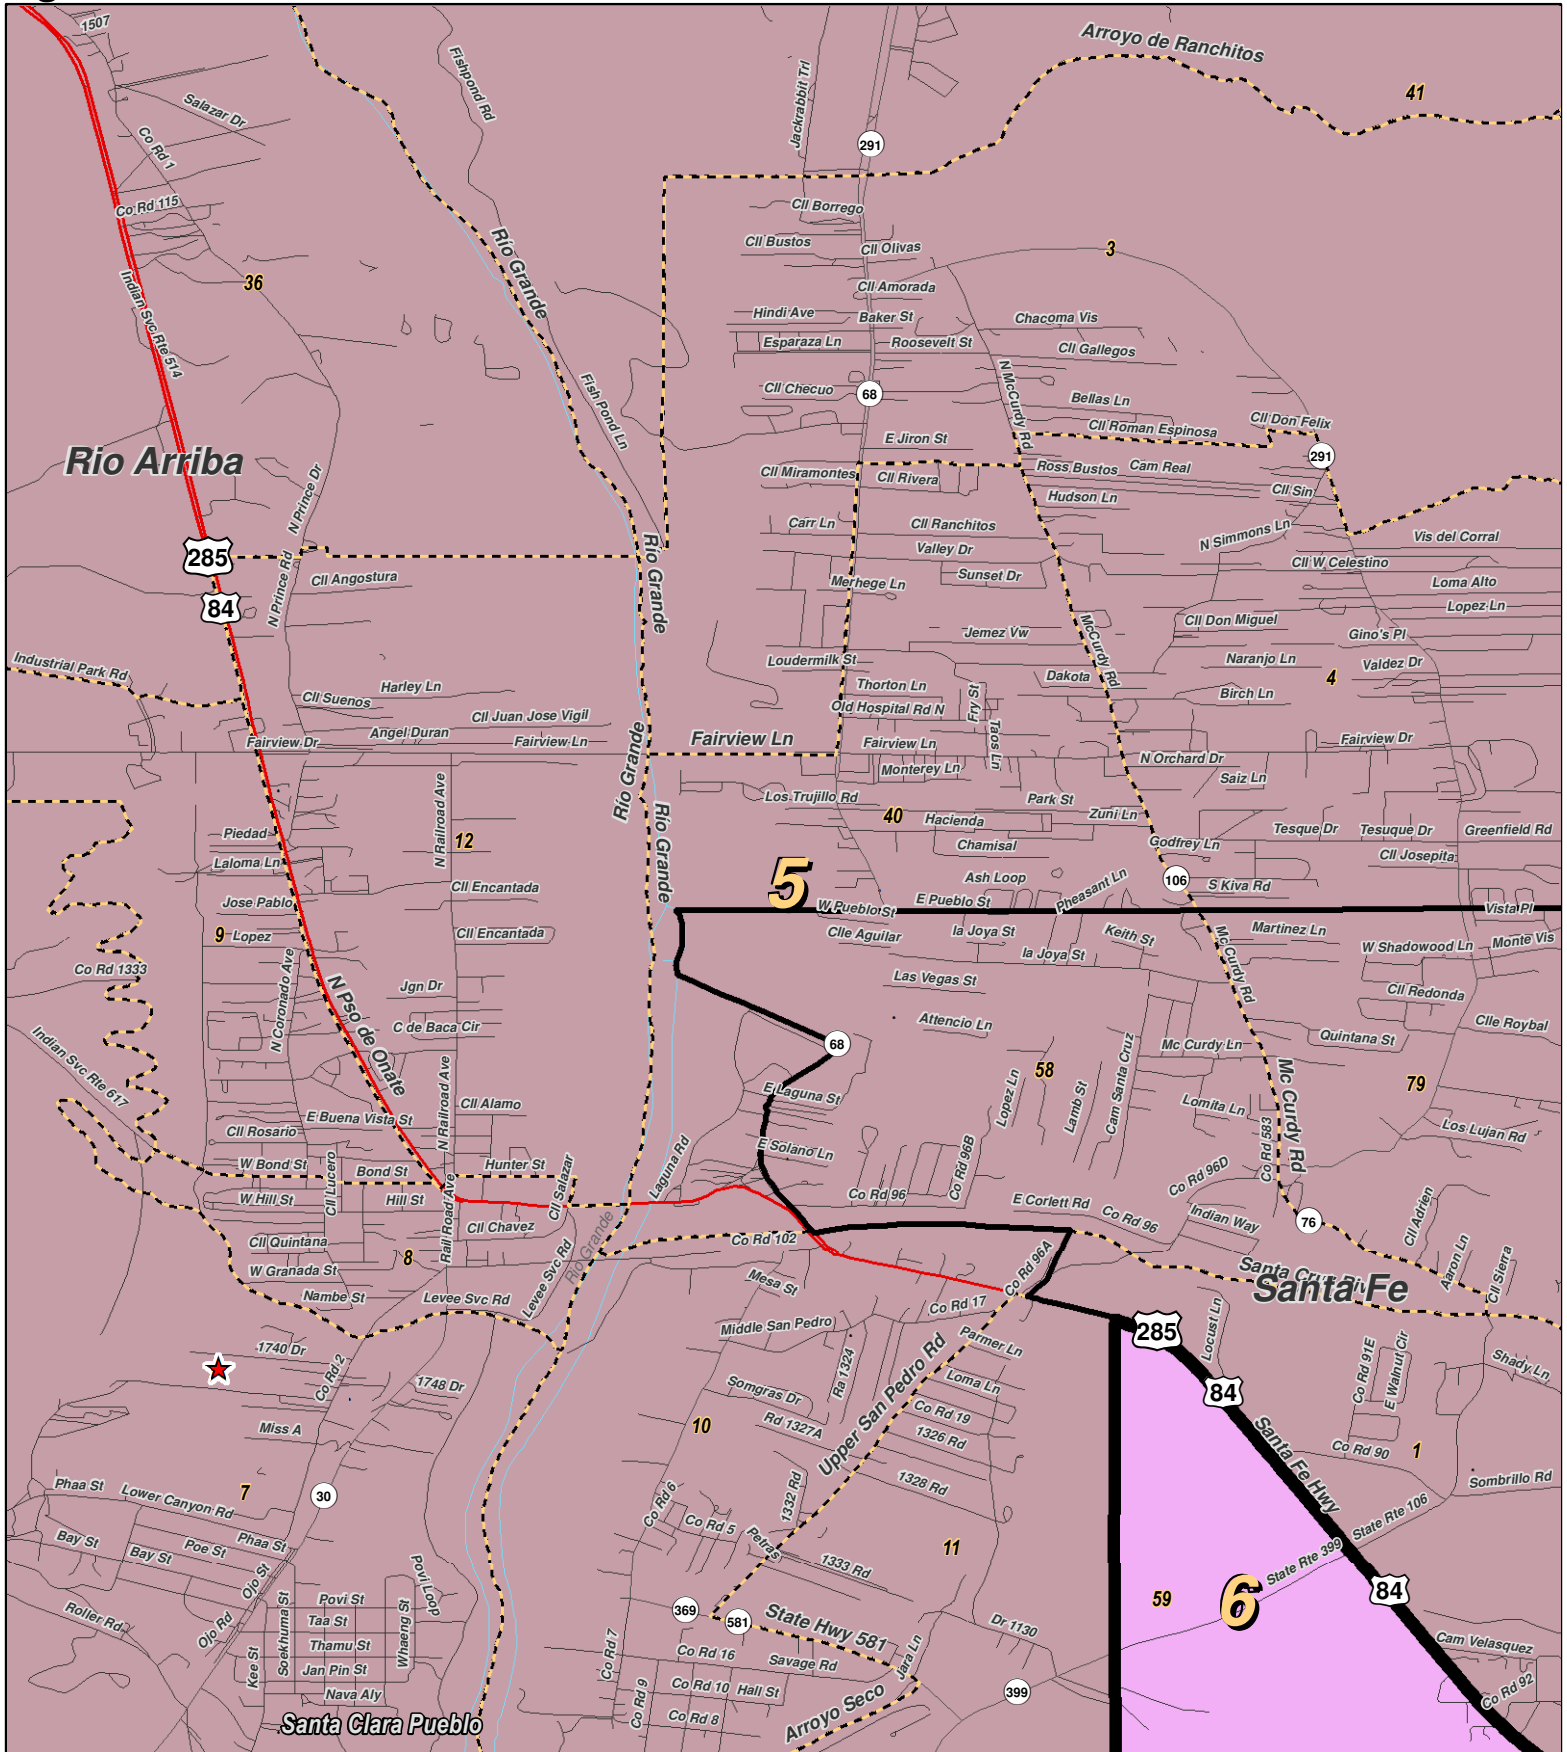 1507
Arroyo de Ranchitos
Fishpond Rd
Jackrabbit Trl
41
Salazar Dr
Co Rd 1
291
Co Rd 115
Cll Borrego
Cll Bustos
Cll Olivas
3
Rio Grande
36
Indian Svc Rte 514
Cll Amorada
Hindi Ave
Baker St
Chacoma Vis
Esparaza Ln
Roosevelt St
Cll Gallegos
Fish Pond Ln
Cll Checuo
68
N McCurdy Rd
Bellas Ln
Cll Don Felix
Cll Roman Espinosa
E Jiron St
291
Rio Arriba
Cll Miramontes
Cll Rivera
Ross Bustos
Cam Real
Hudson Ln
Cll Sin
N Prince Dr
Carr Ln
Cll Ranchitos
N Simmons Ln
Vis del Corral
285
Valley Dr
Cll W Celestino
Cll Angostura
N Prince Rd
Rio Grande
Merhege Ln
Sunset Dr
Loma Alto
84
Lopez Ln
Cll Don Miguel
Jemez Vw
McCurdy Rd
Gino's Pl
Industrial Park Rd
Loudermilk St
Naranjo Ln
Valdez Dr
4
Harley Ln
Cll Suenos
Thorton Ln
Fry St
Dakota
Birch Ln
Old Hospital Rd N
Cll Juan Jose Vigil
Angel Duran
Fairview Dr
Fairview Ln
Fairview Ln
Fairview Ln
Taos Ln
Fairview Dr
N Orchard Dr
Rio Grande
Monterey Ln
Saiz Ln
N Railroad Ave
Los Trujillo Rd
Park St
Rio Grande
40
Hacienda
Zuni Ln
Piedad
12
Tesque Dr
Tesuque Dr
Greenfield Rd
Chamisal
Godfrey Ln
Laloma Ln
Cll Josepita
5
Ash Loop
Pheasant Ln
106
S Kiva Rd
Cll Encantada
Jose Pablo
W Pueblo St
E Pueblo St
Vista Pl
9
Lopez
Cll Encantada
Clle Aguilar
la Joya St
Keith St
Martinez Ln
W Shadowood Ln
Monte Vis
la Joya St
Mc Curdy Rd
Co Rd 1333
N Coronado Ave
N Pso de Onate
Jgn Dr
Las Vegas St
Cll Redonda
C de Baca Cir
Attencio Ln
Quintana St
Clle Roybal
Indian Svc Rte 617
68
Mc Curdy Ln
58
79
E Laguna St
Lopez Ln
Lamb St
Cam Santa Cruz
Mc Curdy Rd
N Railroad Ave
Cll Alamo
Lomita Ln
E Buena Vista St
Cll Rosario
E Solano Ln
Co Rd 583
Los Lujan Rd
W Bond St
Bond St
Hunter St
Laguna Rd
Co Rd 96B
Co Rd 96D
W Hill St
Cll Lucero
Hill St
Cll Salazar
Co Rd 96
E Corlett Rd
Co Rd 96
Indian Way
76
Cll Chavez
Rail Road Ave
Cll Adrien
Cll Quintana
8
Levee Svc Rd
Rio Grande
Co Rd 102
Co Rd 96A
Aaron Ln
Cll Sierra
W Granada St
Mesa St
Santa Fe
Nambe St
Levee Svc Rd
Co Rd 17
Middle San Pedro
285
Locust Ln
1740 Dr
Co Rd 2
Parmer Ln
Co Rd 91E
E Walnut Cir
Shady Ln
1748 Dr
Somgras Dr
Ra 1324
Upper San Pedro Rd
Loma Ln
84
Miss A
10
Rd 1327A
Co Rd 19
1326 Rd
Santa Fe Hwy
Co Rd 90
1
Phaa St
Lower Canyon Rd
7
30
1328 Rd
Sombrillo Rd
Co Rd 6
1332 Rd
State Rte 106
Bay St
Bay St
Poe St
Phaa St
Co Rd 5
Petras
11
State Rte 399
Ojo St
Povi Loop
1333 Rd
59
6
84
Roller Rd
Povi St
369
581
State Hwy 581
Dr 1130
Ojo Rd
Soekhuma St
Taa St
Whaeng St
Thamu St
Co Rd 7
Co Rd 16
Savage Rd
Jara Ln
Cam Velasquez
Kee St
Jan Pin St
Co Rd 10
Hall St
399
Co Rd 92
Nava Aly
Co Rd 9
Co Rd 8
Arroyo Seco
Santa Clara Pueblo